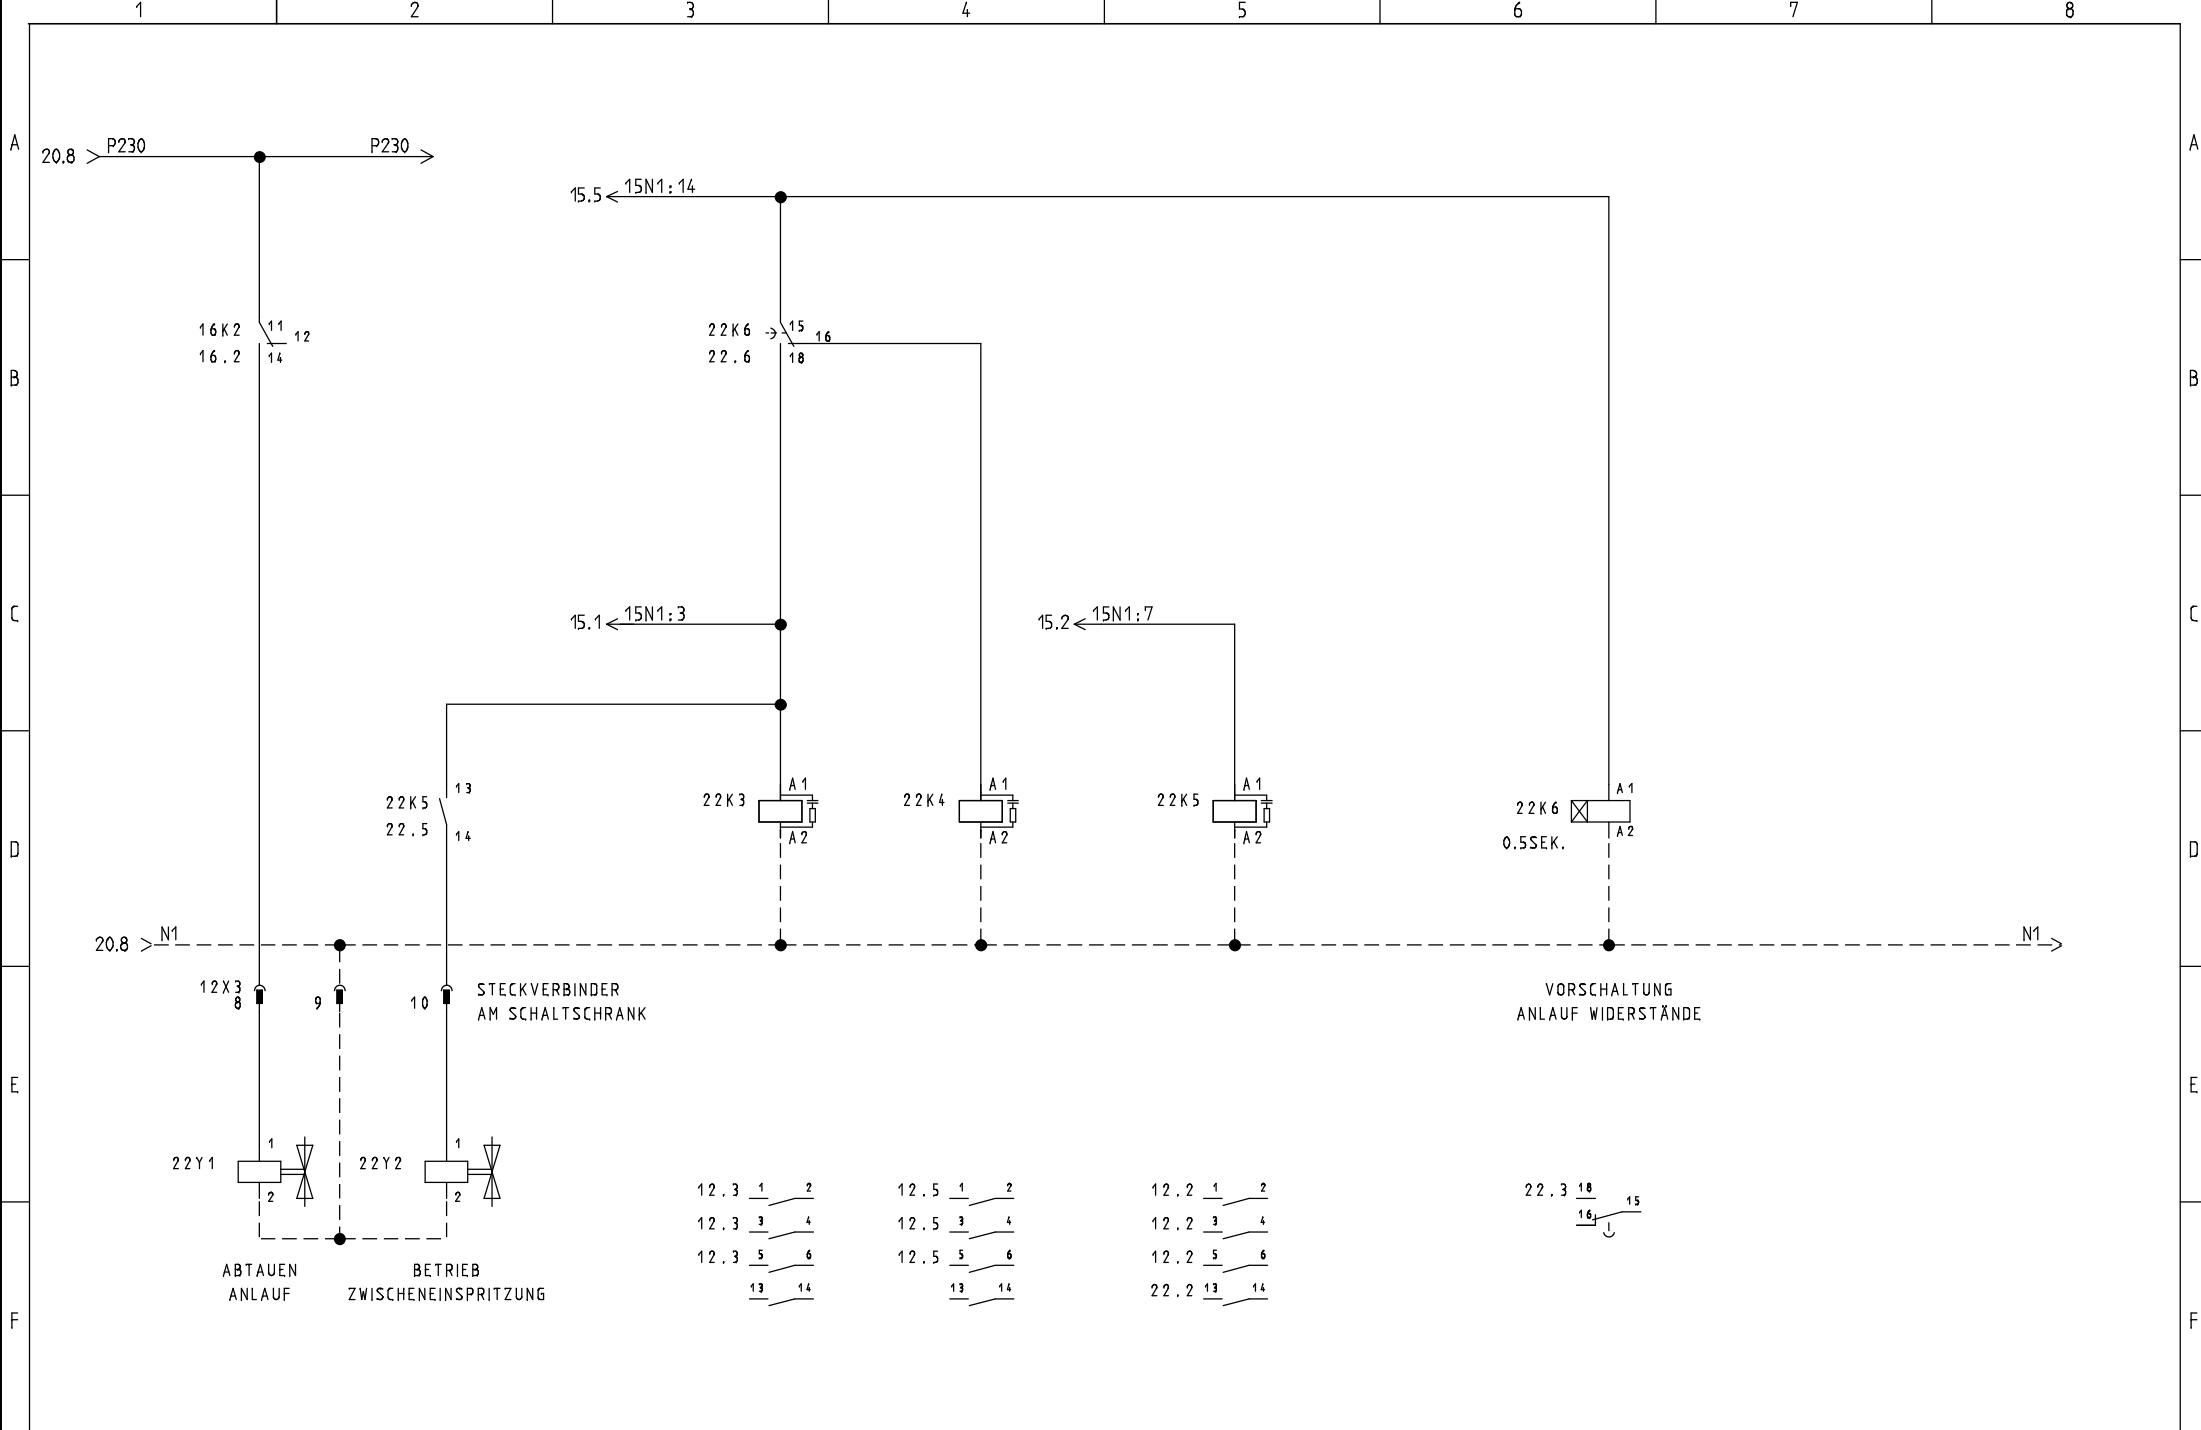 1 2 3 4 5 6 7 8
A A
20.8 P230 P230
15.5 15N1:14
16K2 11 12
16.2 14
22K6 15 16
22.6 18
B B
15.1 15N1:3
15.2 15N1:7
C C
22K5 13
22.5 14
22K3 A1
A2
22K4 A1
A2
22K5 A1
A2
22K6 A1
A2
0.5SEK.
D D
20.8 N1 N1
12X3
8 9 10
STECKVERBINDER
AM SCHALTSCHRANK
VORSCHALTUNG
ANLAUF WIDERSTÄNDE
E E
22Y1 1
2
22Y2 1
2
12.3 1 2
12.3 3 4
12.3 5 6
13 14
12.5 1 2
12.5 3 4
12.5 5 6
13 14
12.2 1 2
12.2 3 4
12.2 5 6
22.2 13 14
22.3 18
16 15
ABTAUEN
ANLAUF
BETRIEB
ZWISCHENEINSPRITZUNG
F F